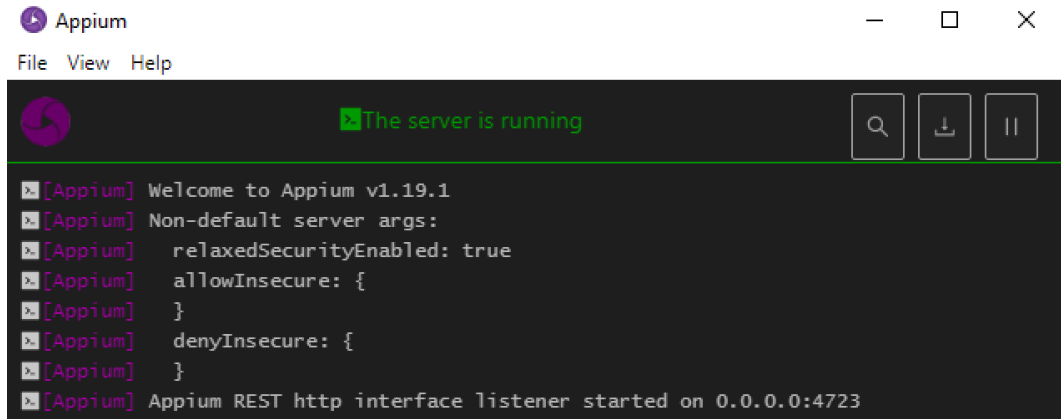 Appium
File View Help
The server is running
[Appium] Welcome to Appium v1.19.1
[Appium] Non-default server args:
[Appium] relaxedSecurityEnabled: true
[Appium] allowInsecure: {
[Appium] }
[Appium] denyInsecure: {
[Appium] }
[Appium] Appium REST http interface listener started on 0.0.0.0:4723